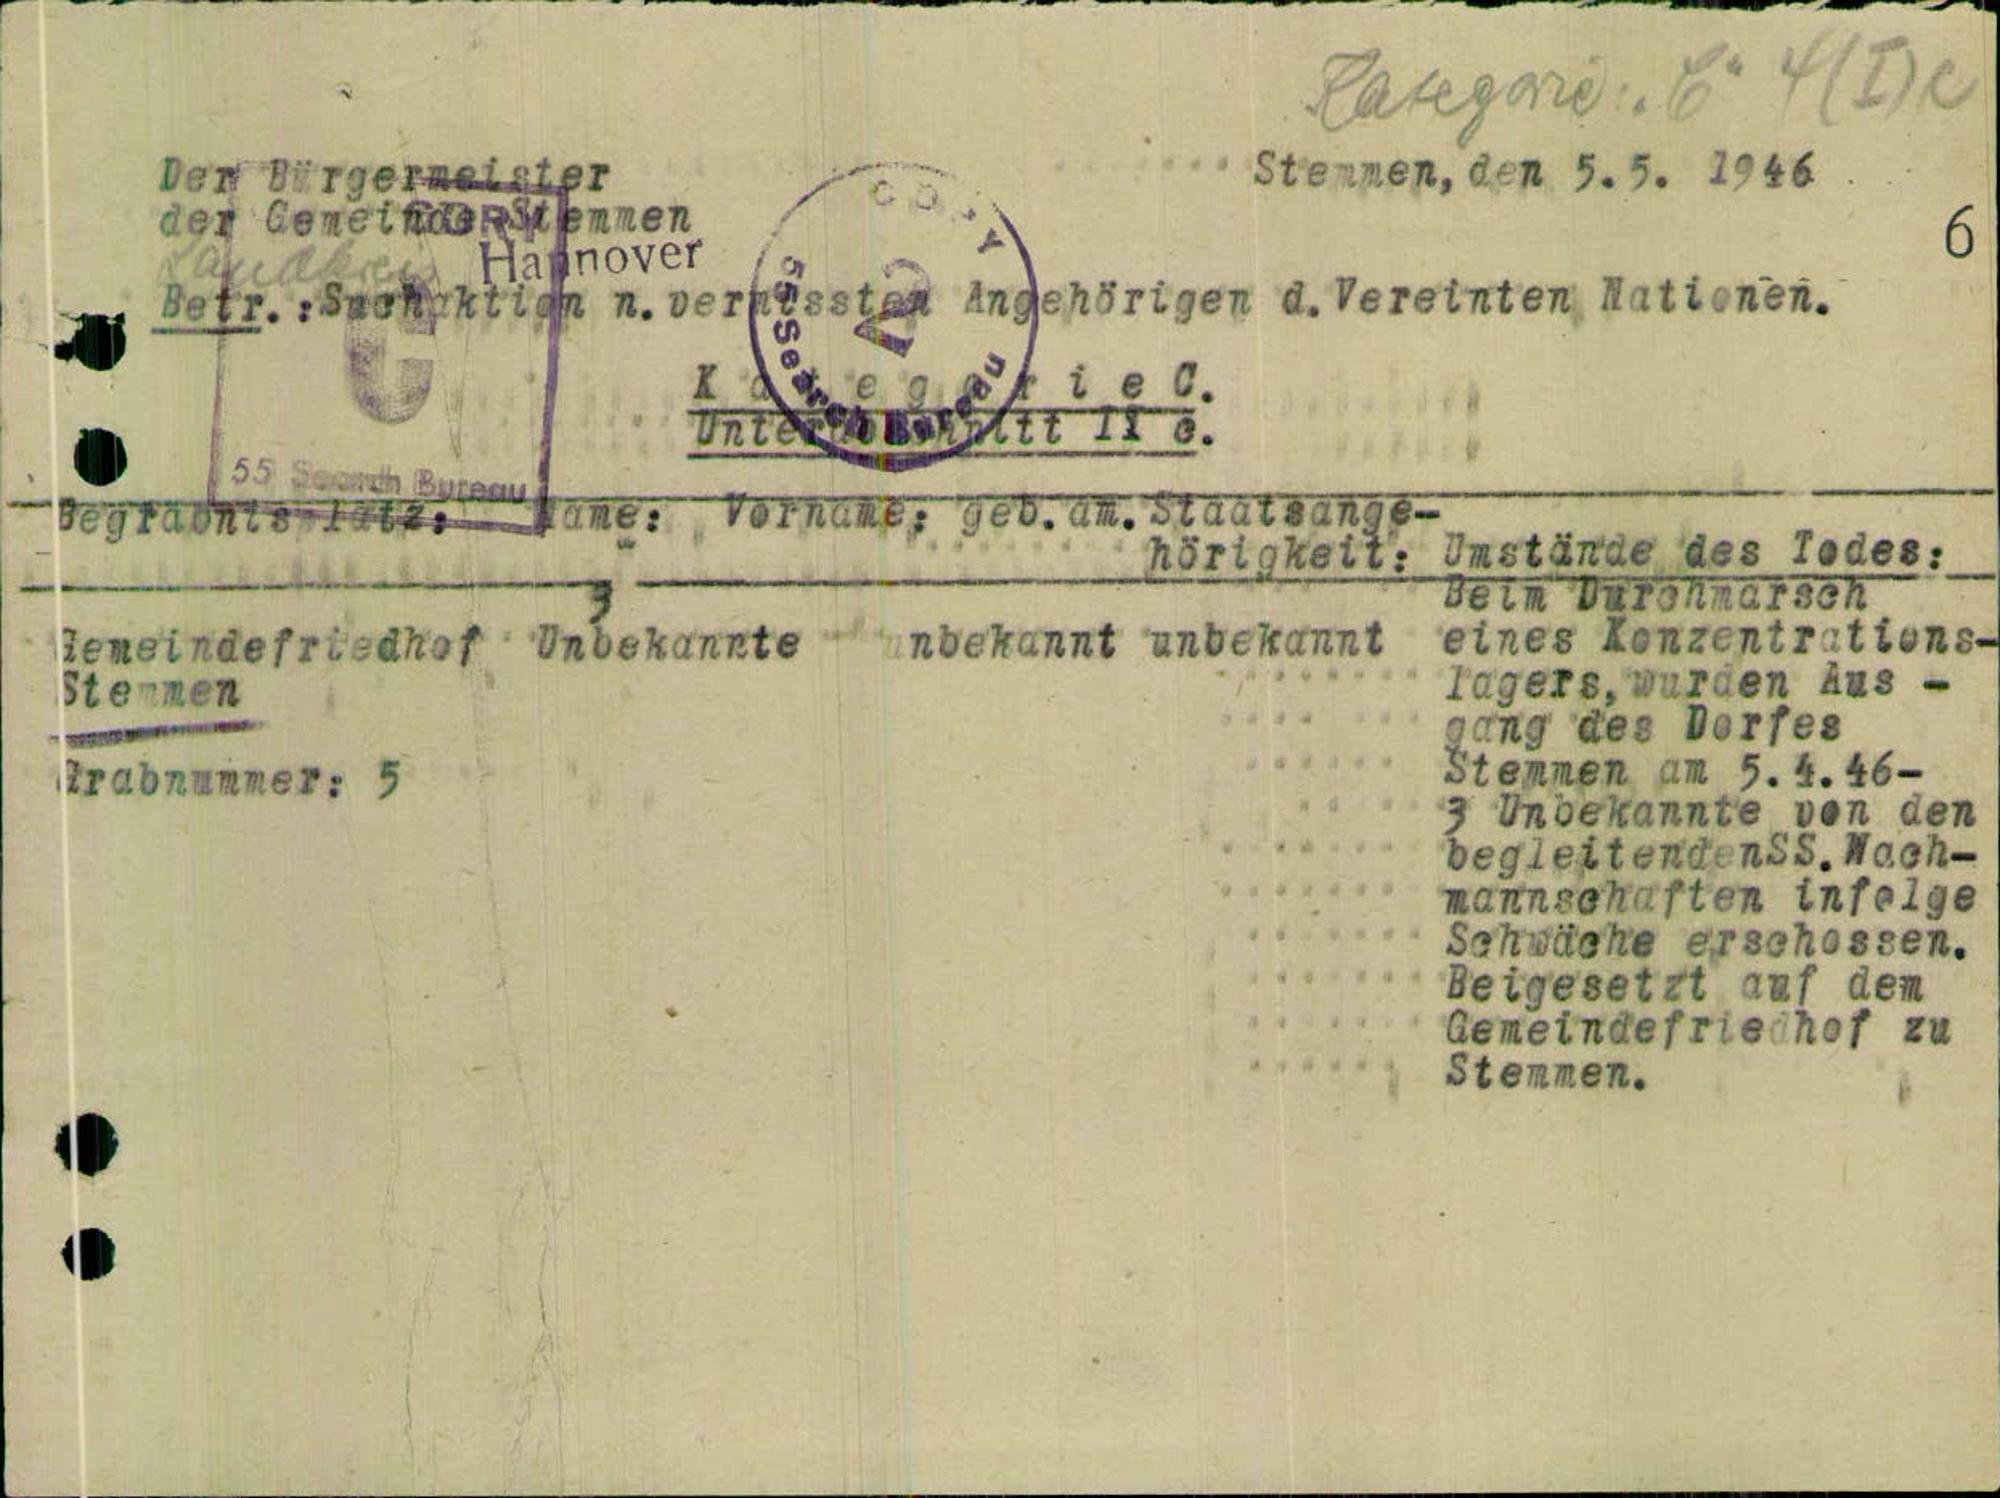 Kategorie: "C" 4(I)c
Der Bürgermeister
der Gemeinde Stemmen
Stemmen, den 5.5. 1946
Landkreis Hannover
6
Betr.: Suchaktion n. vermissten Angehörigen d. Vereinten Nationen.
K a t e g o r i e C.
Unterabschnitt II c.
COPY
C
55 Search Bureau
COPY
55 Search Bureau
Begräbnisplatz: Name: Vorname: geb. am. Staatsange-
hörigkeit: Umstände des Todes:
3
Gemeindefriedhof Unbekannte unbekannt unbekannt
Stemmen
Grabnummer: 5
Beim Durchmarsch
eines Konzentrations-
lagers, wurden Aus -
gang des Dorfes
Stemmen am 5.4.46-
3 Unbekannte von den
begleitendenSS. Wach-
mannschaften infolge
Schwäche erschossen.
Beigesetzt auf dem
Gemeindefriedhof zu
Stemmen.